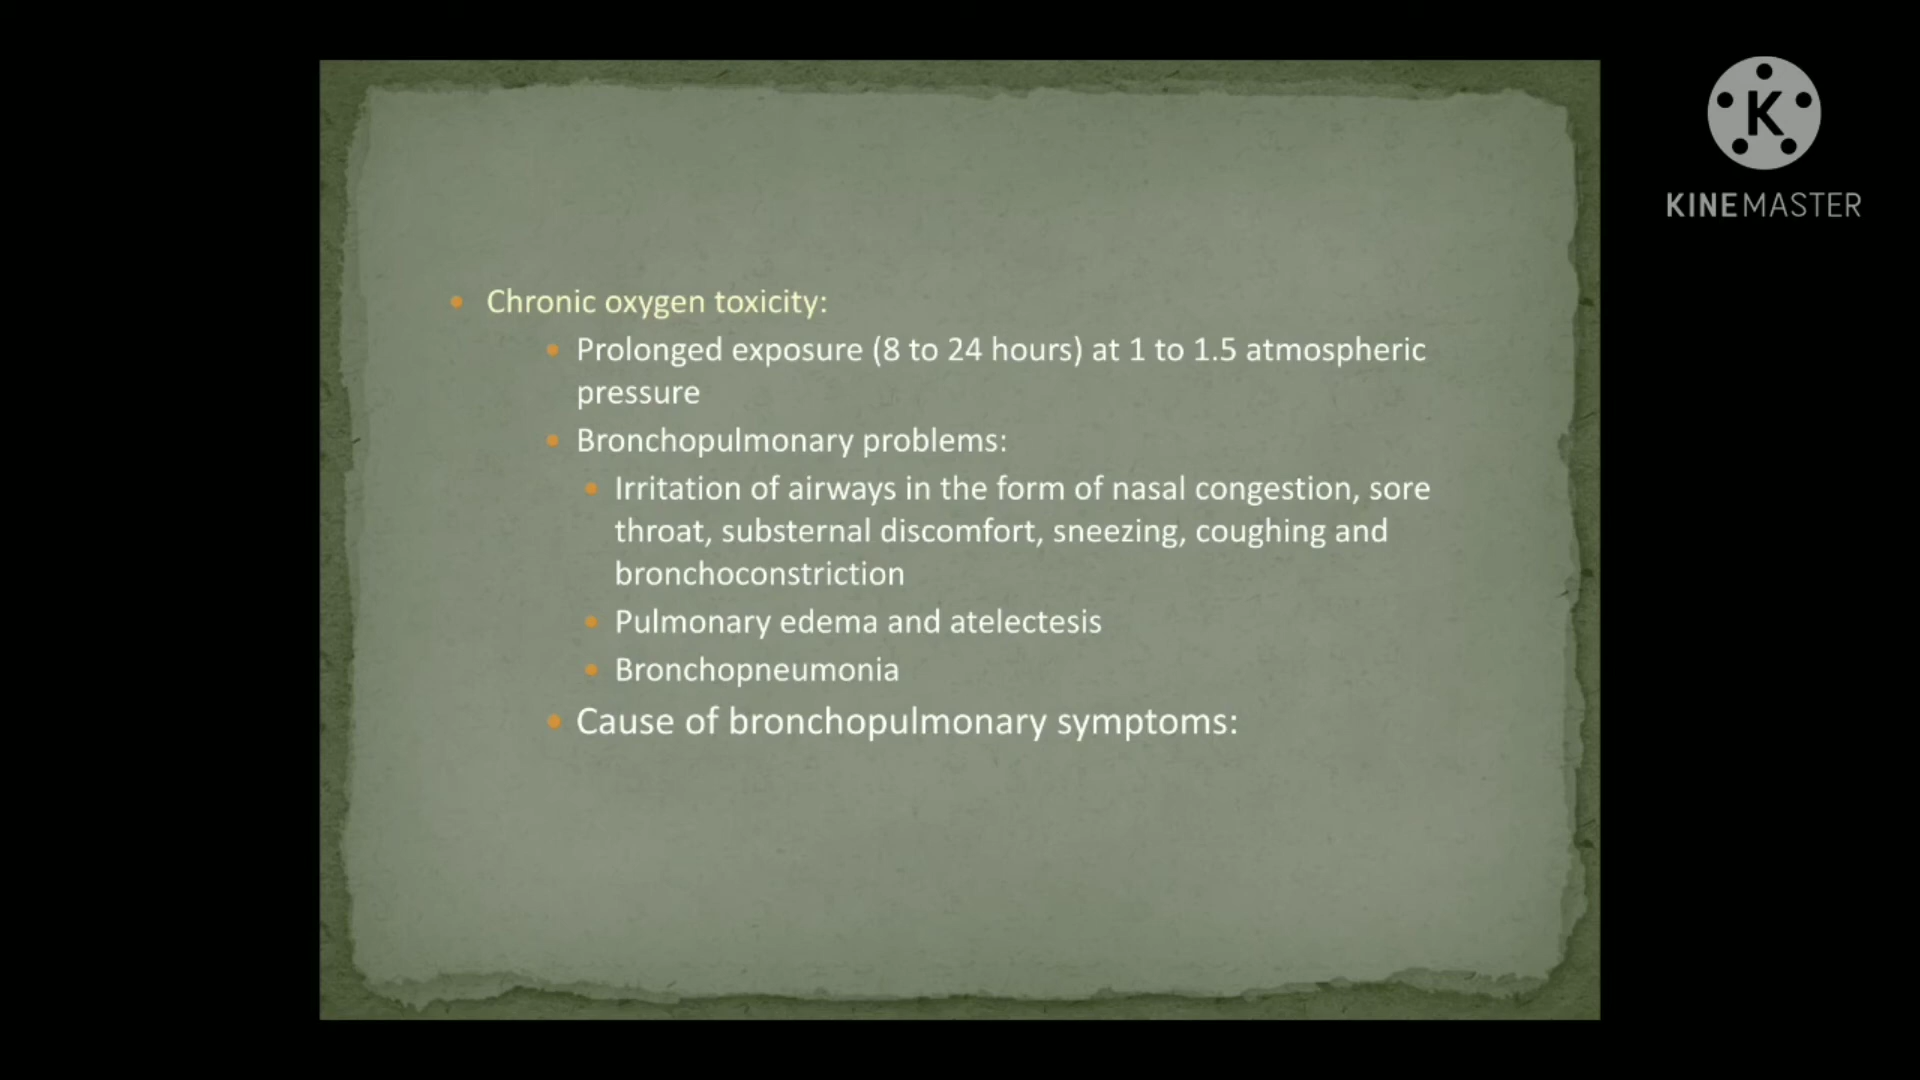 Chronic oxygen toxicity:
Prolonged exposure (8 to 24 hours) at 1 to 1.5 atmospheric
pressure
Bronchopulmonary problems:
Irritation of airways in the form of nasal congestion, sore
throat, substernal discomfort, sneezing, coughing and
bronchoconstriction
Pulmonary edema and atelectesis
Bronchopneumonia
Cause of bronchopulmonary symptoms:
K
KINEMASTER